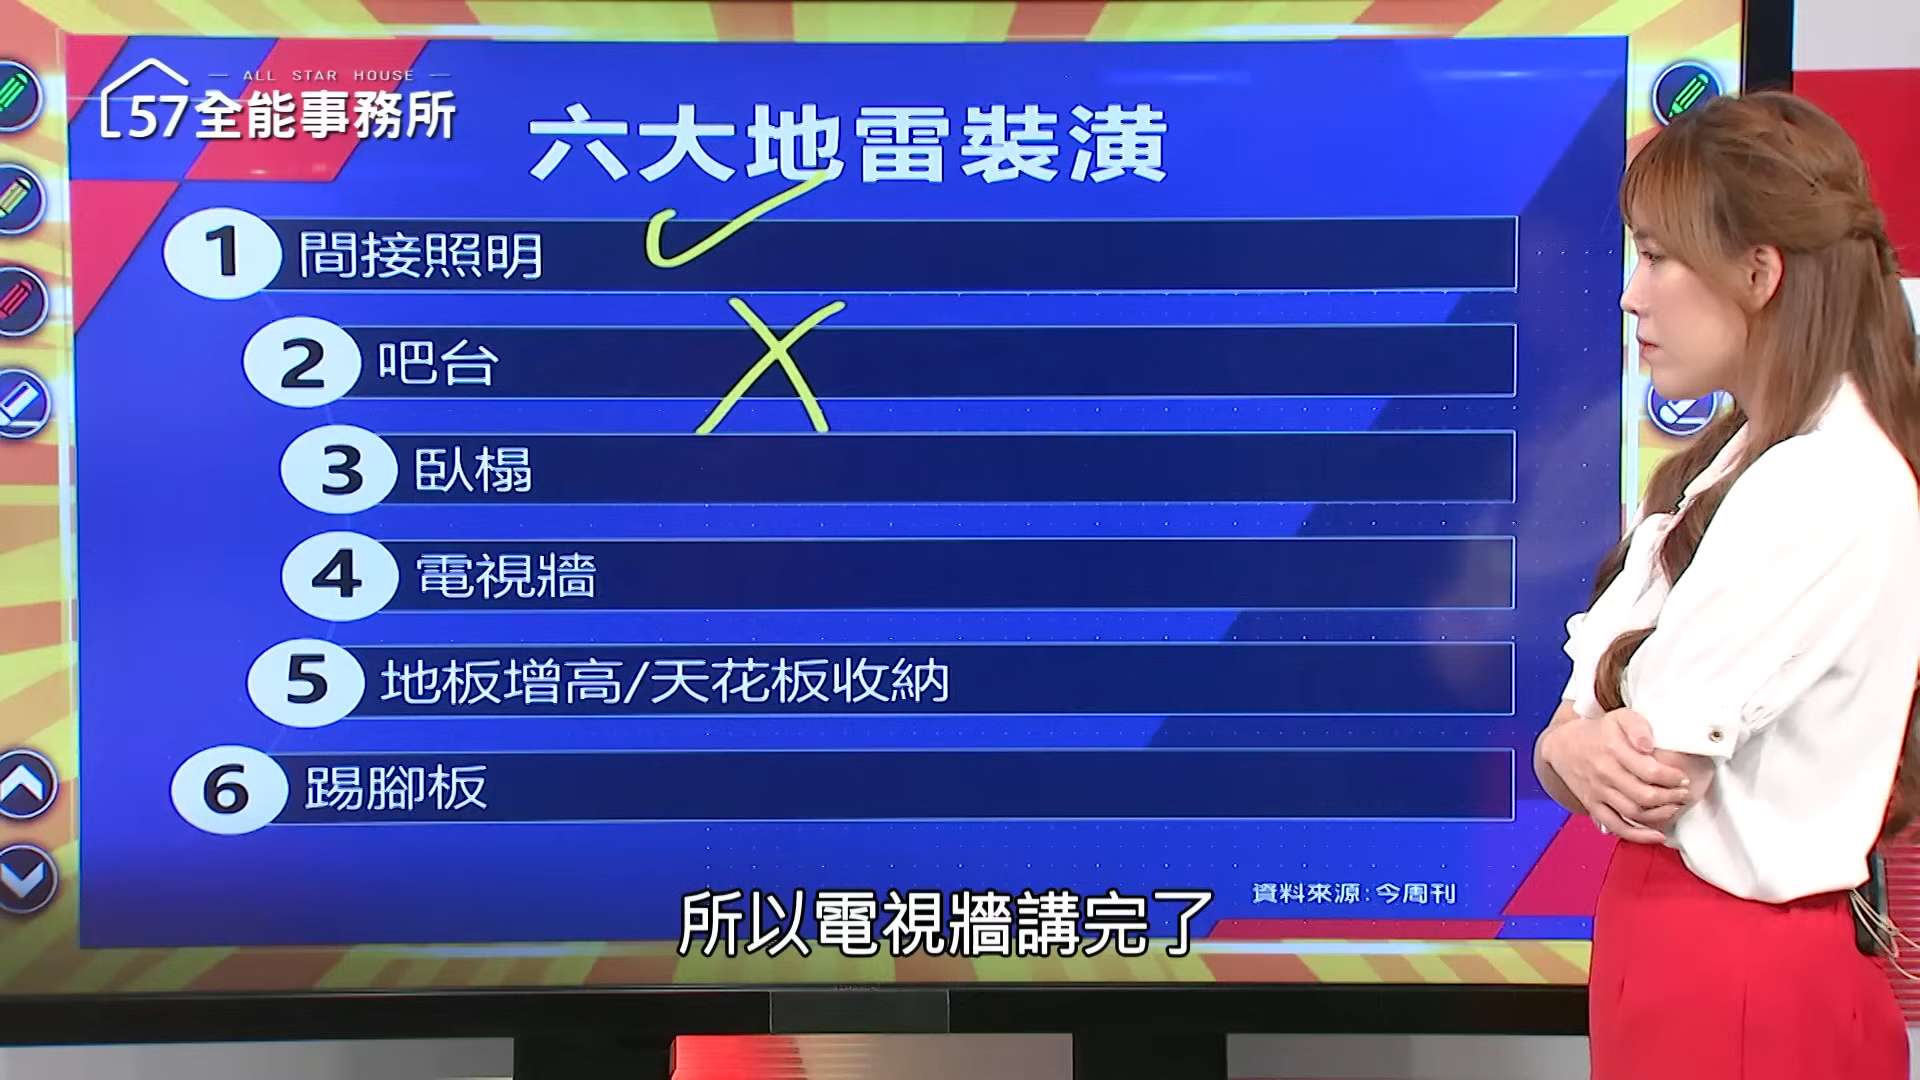 ALL STAR HOUSE
57全能事務所
六大地雷裝潢
1 間接照明
2 吧台
3 臥榻
4 電視牆
5 地板增高/天花板收納
6 踢腳板
資料來源:今周刊
所以電視牆講完了